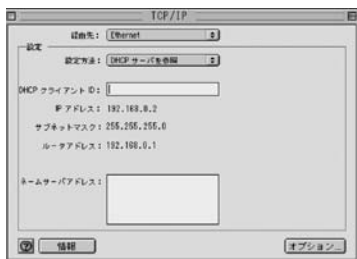 TCP/IP
経由先： Ethernet
設定
設定方法： DHCP サーバを参照
DHCP クライアント ID：
IP アドレス： 192.168.0.2
サブネットマスク： 255.255.255.0
ルータアドレス： 192.168.0.1
ネームサーバアドレス：
? 情報 オプション...